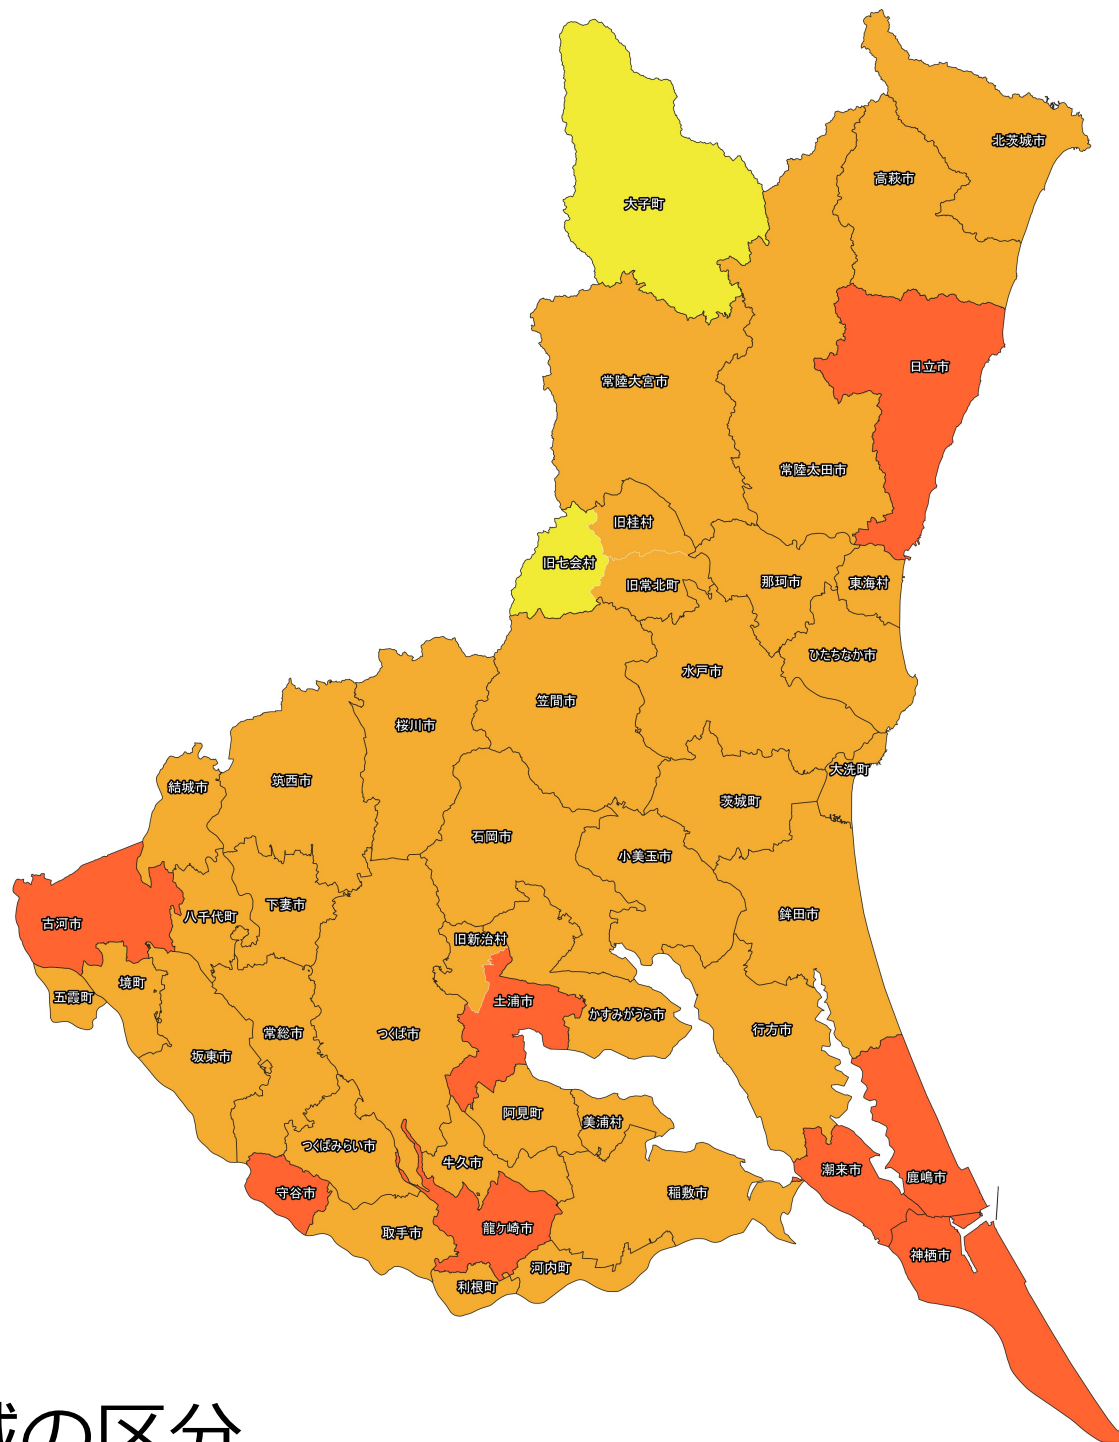 北茨城市
高萩市
大子町
日立市
常陸大宮市
常陸太田市
旧桂村
旧七会村
旧常北町
那珂市
東海村
ひたちなか市
水戸市
笠間市
桜川市
大洗町
筑西市
結城市
茨城町
石岡市
小美玉市
下妻市
鉾田市
八千代町
古河市
旧新治村
境町
五霞町
土浦市
かすみがうら市
行方市
常総市
つくば市
坂東市
阿見町
美浦村
つくばみらい市
牛久市
潮来市
鹿嶋市
守谷市
稲敷市
龍ケ崎市
取手市
神栖市
河内町
利根町
域の区分